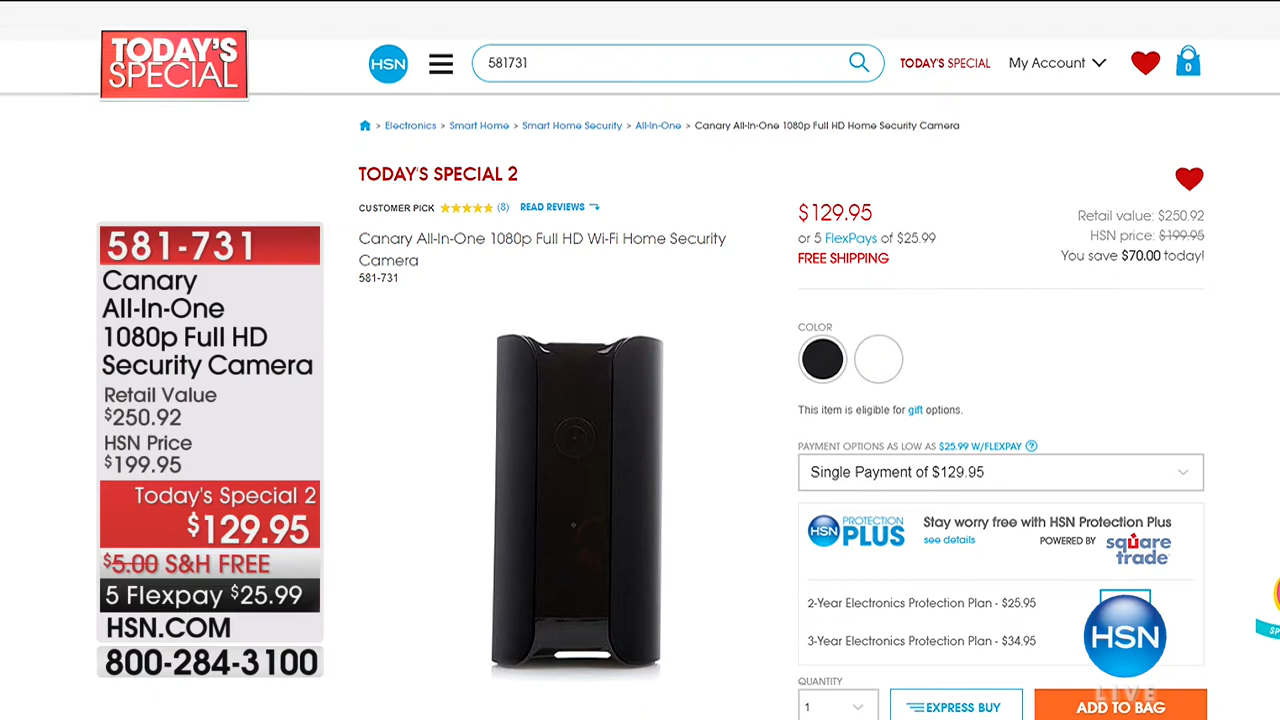 TODAY'S
SPECIAL
HSN
581731
TODAY'S SPECIAL
My Account
0
> Electronics > Smart Home > Smart Home Security > All-In-One > Canary All-In-One 1080p Full HD Home Security Camera
TODAY'S SPECIAL 2
CUSTOMER PICK ★★★★★ (8) READ REVIEWS
Canary All-In-One 1080p Full HD Wi-Fi Home Security
Camera
581-731
581-731
Canary
All-In-One
1080p Full HD
Security Camera
Retail Value
$250.92
HSN Price
$199.95
Today's Special 2
$129.95
$5.00 S&H FREE
5 Flexpay $25.99
HSN.COM
800-284-3100
$129.95
or 5 FlexPays of $25.99
FREE SHIPPING
Retail value: $250.92
HSN price: $199.95
You save $70.00 today!
COLOR
This item is eligible for gift options.
PAYMENT OPTIONS AS LOW AS $25.99 W/FLEXPAY ?
Single Payment of $129.95
HSN PROTECTION
PLUS
Stay worry free with HSN Protection Plus
see details
POWERED BY square
trade
2-Year Electronics Protection Plan - $25.95
3-Year Electronics Protection Plan - $34.95
HSN
LIVE
QUANTITY
1
EXPRESS BUY
ADD TO BAG